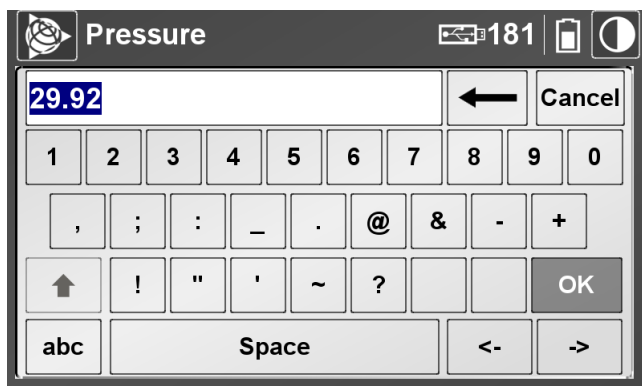 Pressure 181
29.92 Cancel
1 2 3 4 5 6 7 8 9 0
, ; : _ . @ & - +
! " ' ~ ? OK
abc Space <- ->